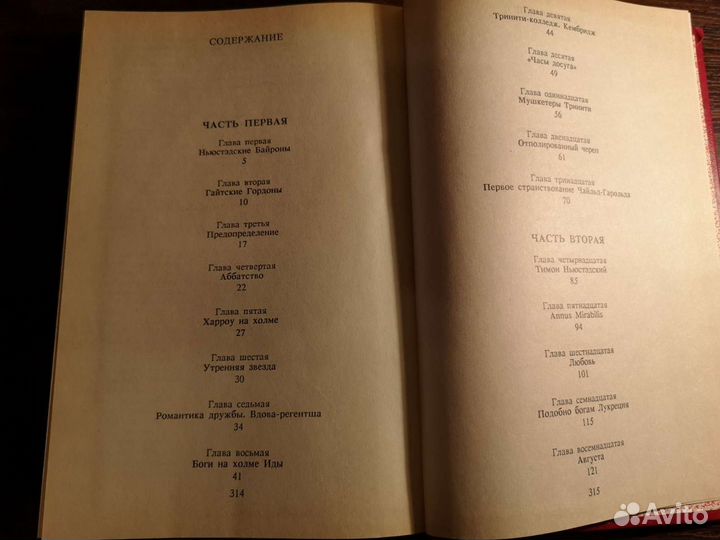 СОДЕРЖАНИЕ
ЧАСТЬ ПЕРВАЯ
Глава первая
Ньюстэдские Байроны
5
Глава вторая
Гайтские Гордоны
10
Глава третья
Предопределение
17
Глава четвертая
Аббатство
22
Глава пятая
Харроу на холме
27
Глава шестая
Утренняя звезда
30
Глава седьмая
Романтика дружбы. Вдова-регентша
34
Глава восьмая
Боги на холме Иды
41
314
Глава девятая
Тринити-колледж. Кембридж
44
Глава десятая
«Часы досуга»
49
Глава одиннадцатая
Мушкетеры Тринити
56
Глава двенадцатая
Отполированный череп
61
Глава тринадцатая
Первое странствование Чайльд-Гарольда
70
ЧАСТЬ ВТОРАЯ
Глава четырнадцатая
Тимон Ньюстэдский
85
Глава пятнадцатая
Annus Mirabilis
94
Глава шестнадцатая
Любовь
101
Глава семнадцатая
Подобно богам Лукреция
115
Глава восемнадцатая
Августа
121
315
Avito